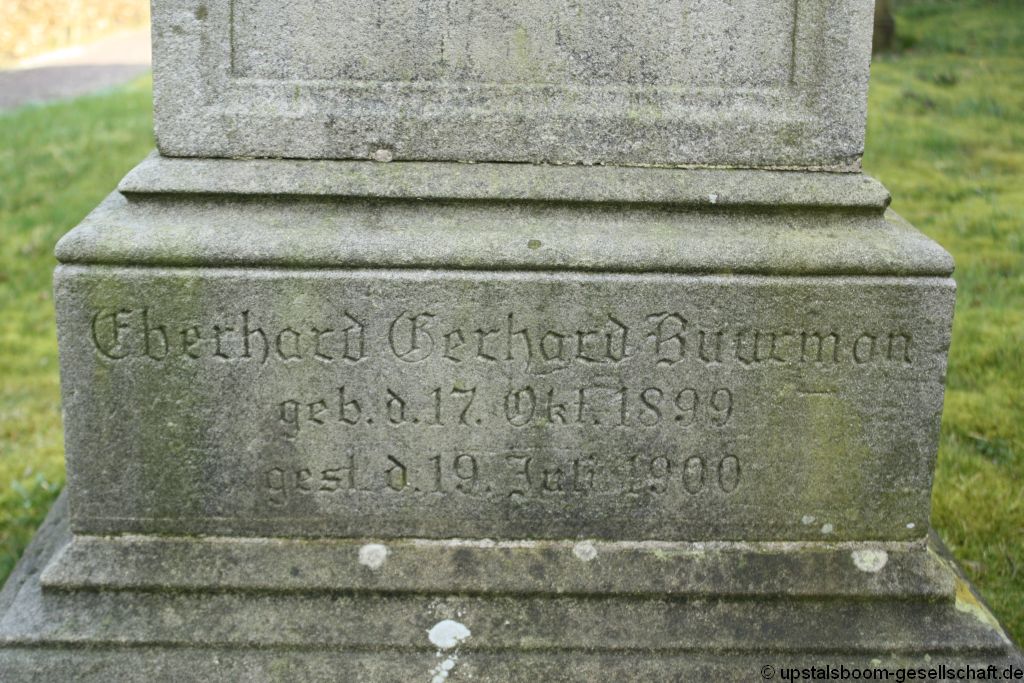 Eberhard Gerhard Buurman
geb. d. 17. Okt. 1899
gest. d. 19. Juli 1900
© upstalsboom-gesellschaft.de